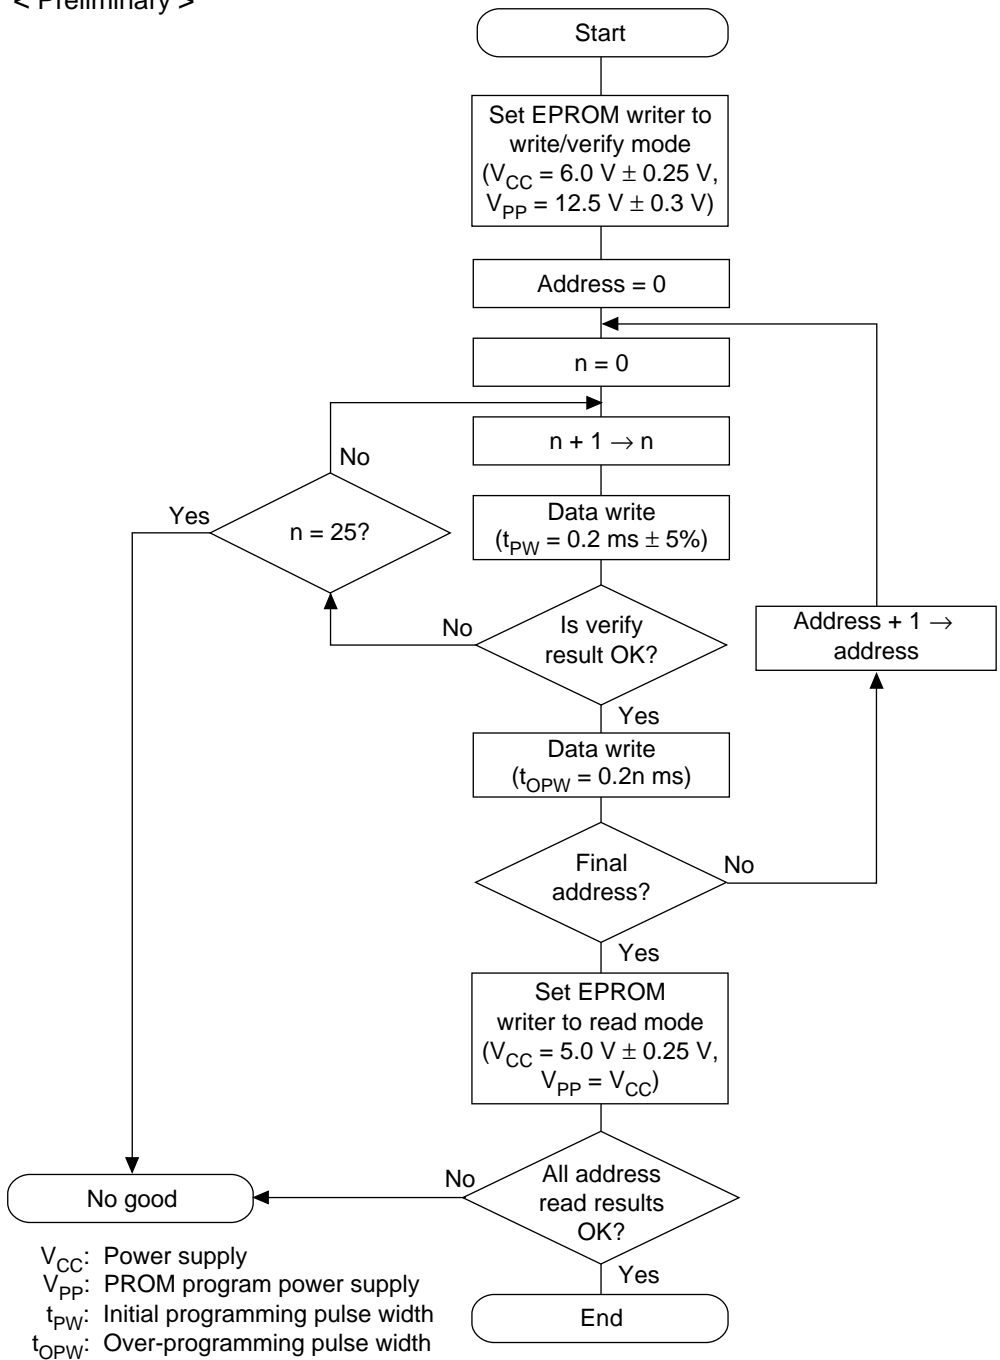 < Preliminary >
Start
Set EPROM writer to
write/verify mode
(VCC = 6.0 V ± 0.25 V,
VPP = 12.5 V ± 0.3 V)
Address = 0
n = 0
n + 1 → n
No
Yes
n = 25?
Data write
(tPW = 0.2 ms ± 5%)
No
Is verify
result OK?
Address + 1 →
address
Yes
Data write
(tOPW = 0.2n ms)
Final
address?
No
Yes
Set EPROM
writer to read mode
(VCC = 5.0 V ± 0.25 V,
VPP = VCC)
No
All address
read results
OK?
No good
Yes
End
VCC: Power supply
VPP: PROM program power supply
tPW: Initial programming pulse width
tOPW: Over-programming pulse width